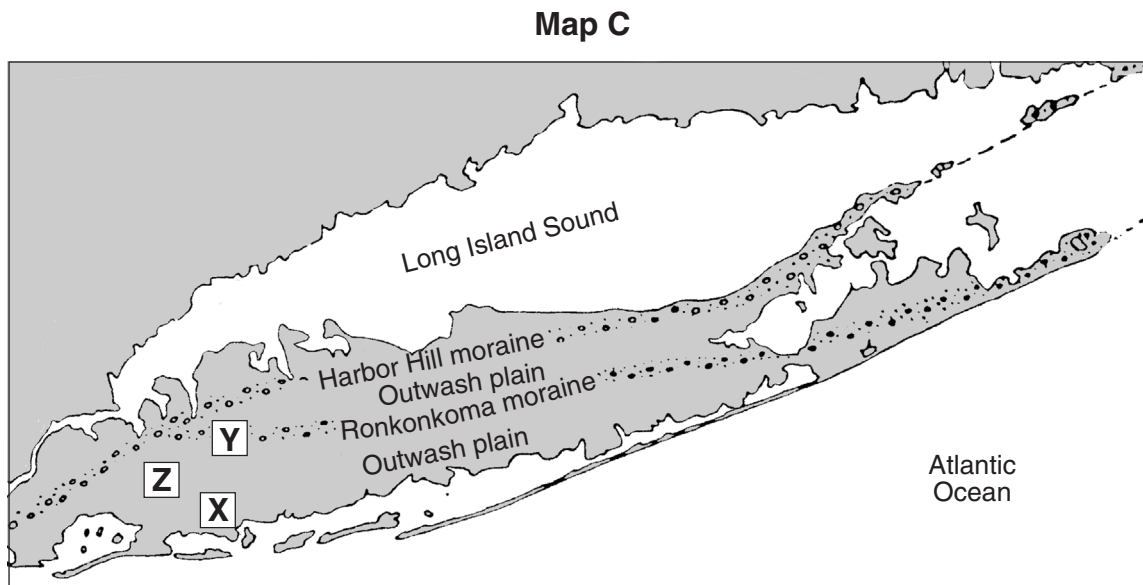 Map C
Long Island Sound
Harbor Hill moraine
Outwash plain
Ronkonkoma moraine
Outwash plain
Y
Z
X
Atlantic
Ocean